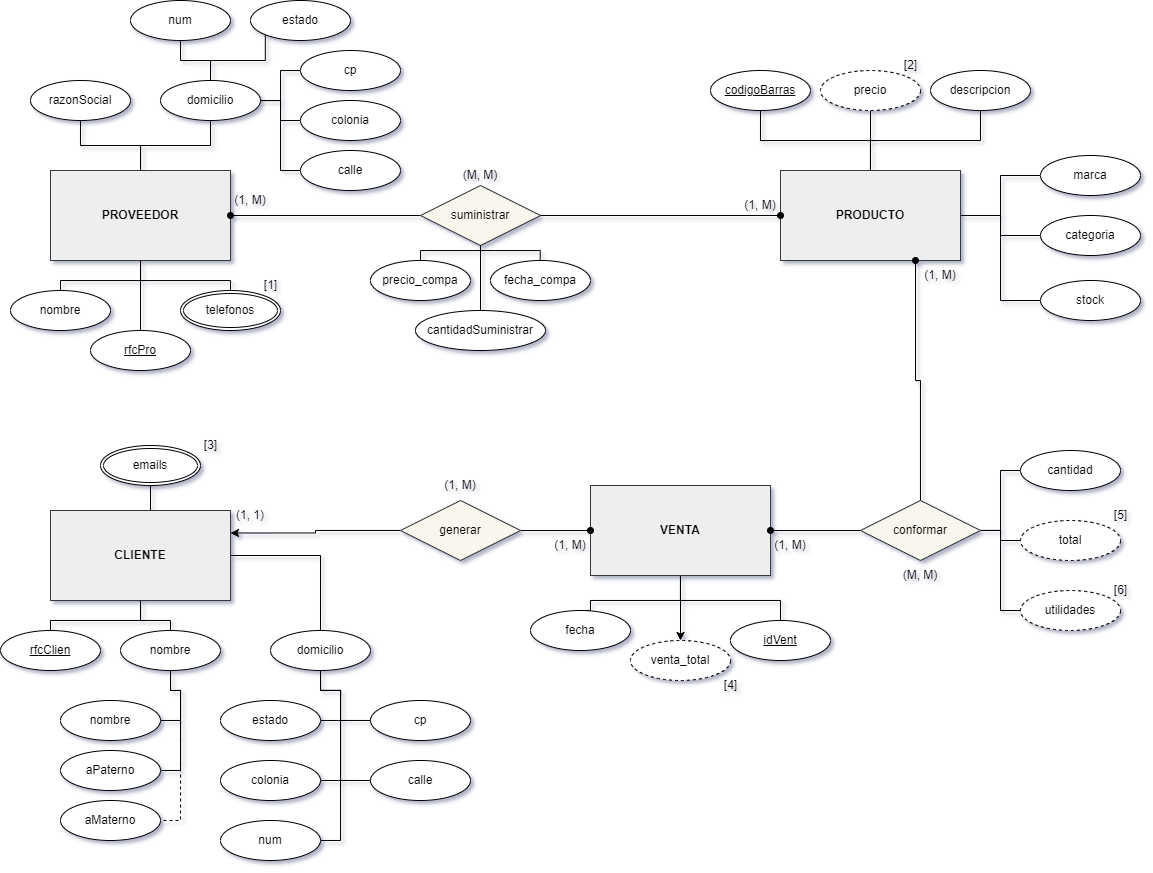 num
estado
cp
razonSocial
domicilio
colonia
calle
PROVEEDOR
(1, M)
nombre
[1]
telefonos
rfcPro
(M, M)
suministrar
precio_compa
fecha_compa
cantidadSuministrar
(1, M)
[2]
codigoBarras
precio
descripcion
PRODUCTO
marca
categoria
stock
(1, M)
[3]
emails
CLIENTE
(1, 1)
(1, M)
generar
(1, M)
VENTA
(1, M)
conformar
(M, M)
cantidad
[5]
total
[6]
utilidades
fecha
venta_total
[4]
idVent
rfcClien
nombre
domicilio
nombre
aPaterno
aMaterno
estado
cp
colonia
calle
num